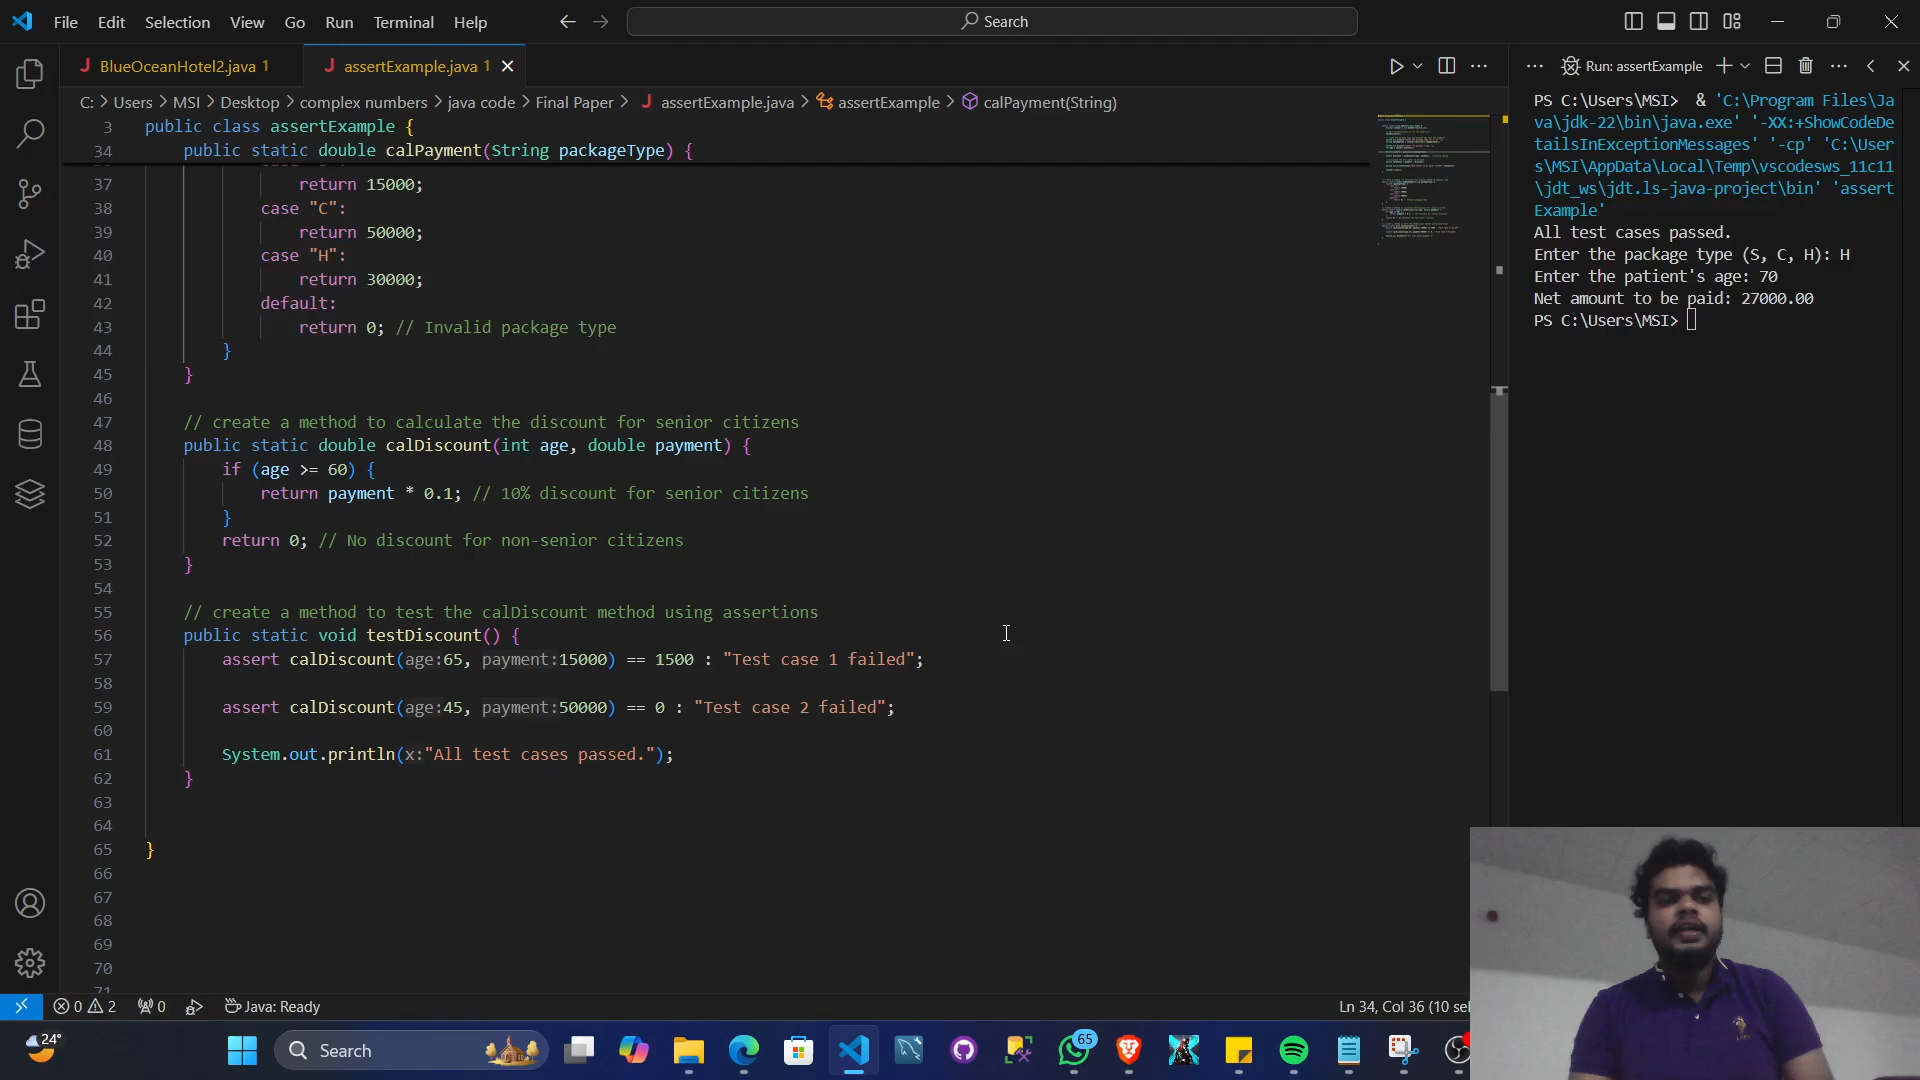 File Edit Selection View Go Run Terminal Help
Search
BlueOceanHotel2.java 1
assertExample.java 1
C: > Users > MSI > Desktop > complex numbers > java code > Final Paper > assertExample.java > assertExample > calPayment(String)
3 public class assertExample {
34 public static double calPayment(String packageType) {
37 return 15000;
38 case "C":
39 return 50000;
40 case "H":
41 return 30000;
42 default:
43 return 0; // Invalid package type
44 }
45 }
46
47 // create a method to calculate the discount for senior citizens
48 public static double calDiscount(int age, double payment) {
49 if (age >= 60) {
50 return payment * 0.1; // 10% discount for senior citizens
51 }
52 return 0; // No discount for non-senior citizens
53 }
54
55 // create a method to test the calDiscount method using assertions
56 public static void testDiscount() {
57 assert calDiscount(age:65, payment:15000) == 1500 : "Test case 1 failed";
58
59 assert calDiscount(age:45, payment:50000) == 0 : "Test case 2 failed";
60
61 System.out.println(x:"All test cases passed.");
62 }
63
64
65 }
66
67
68
69
70
71
Run: assertExample
PS C:\Users\MSI> & 'C:\Program Files\Ja
va\jdk-22\bin\java.exe' '-XX:+ShowCodeDe
tailsInExceptionMessages' '-cp' 'C:\User
s\MSI\AppData\Local\Temp\vscodesws_11c11
\jdt_ws\jdt.ls-java-project\bin' 'assert
Example'
All test cases passed.
Enter the package type (S, C, H): H
Enter the patient's age: 70
Net amount to be paid: 27000.00
PS C:\Users\MSI>
0 2 0 Java: Ready
Ln 34, Col 36 (10 sel
24°
Search
65